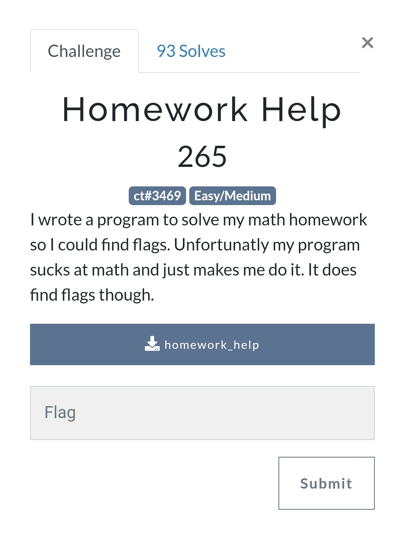 Challenge
93 Solves
×
Homework Help
265
ct#3469 Easy/Medium
I wrote a program to solve my math homework
so I could find flags. Unfortunatly my program
sucks at math and just makes me do it. It does
find flags though.
homework_help
Flag
Submit